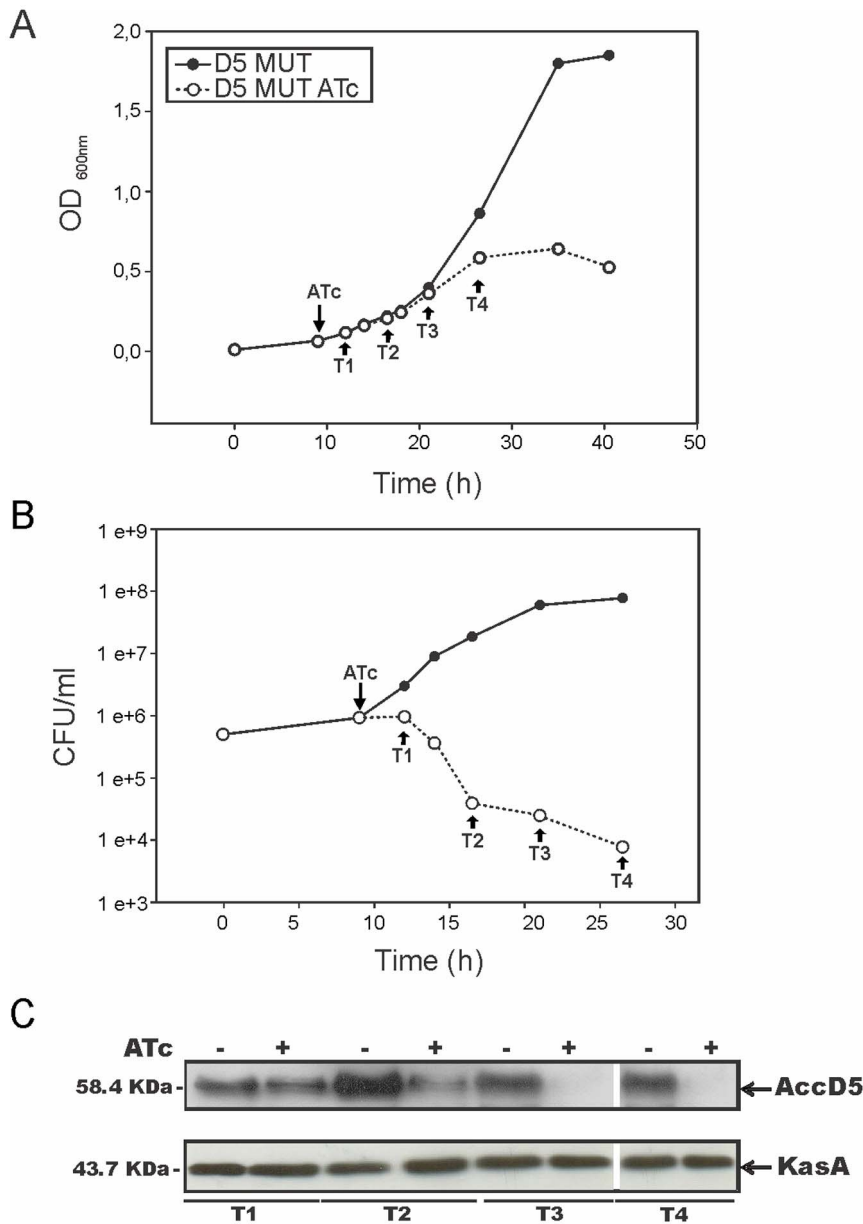 A
2,0
1,5
1,0
0,5
0,0
OD 600nm
D5 MUT
D5 MUT ATc
ATc
T1
T2
T3
T4
0 10 20 30 40 50
Time (h)
B
1 e+9
1 e+8
1 e+7
1 e+6
1 e+5
1 e+4
1 e+3
CFU/ml
ATc
T1
T2
T3
T4
0 5 10 15 20 25 30
Time (h)
C
ATc - + - + - + - +
58.4 KDa - AccD5
43.7 KDa - KasA
T1 T2 T3 T4